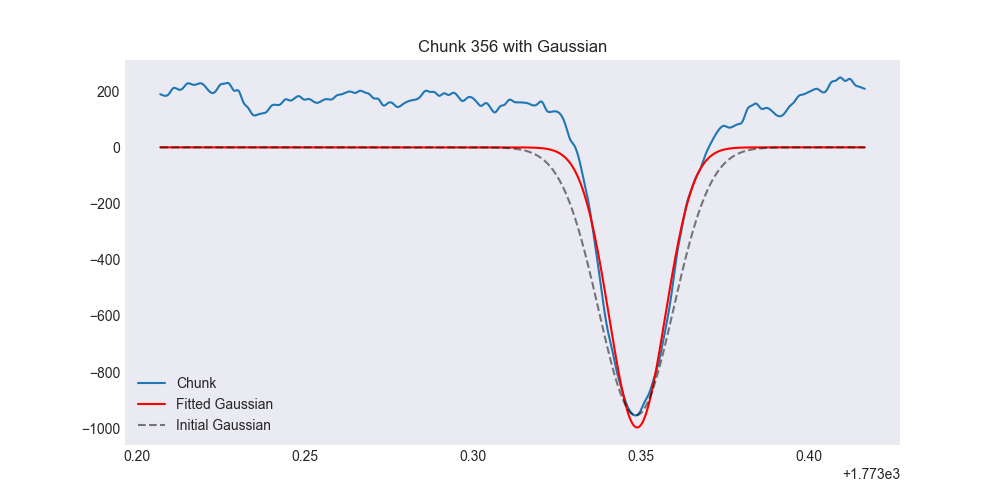 Chunk 356 with Gaussian
200
0
−200
−400
−600
−800
−1000
Chunk
Fitted Gaussian
Initial Gaussian
0.20 0.25 0.30 0.35 0.40
+1.773e3